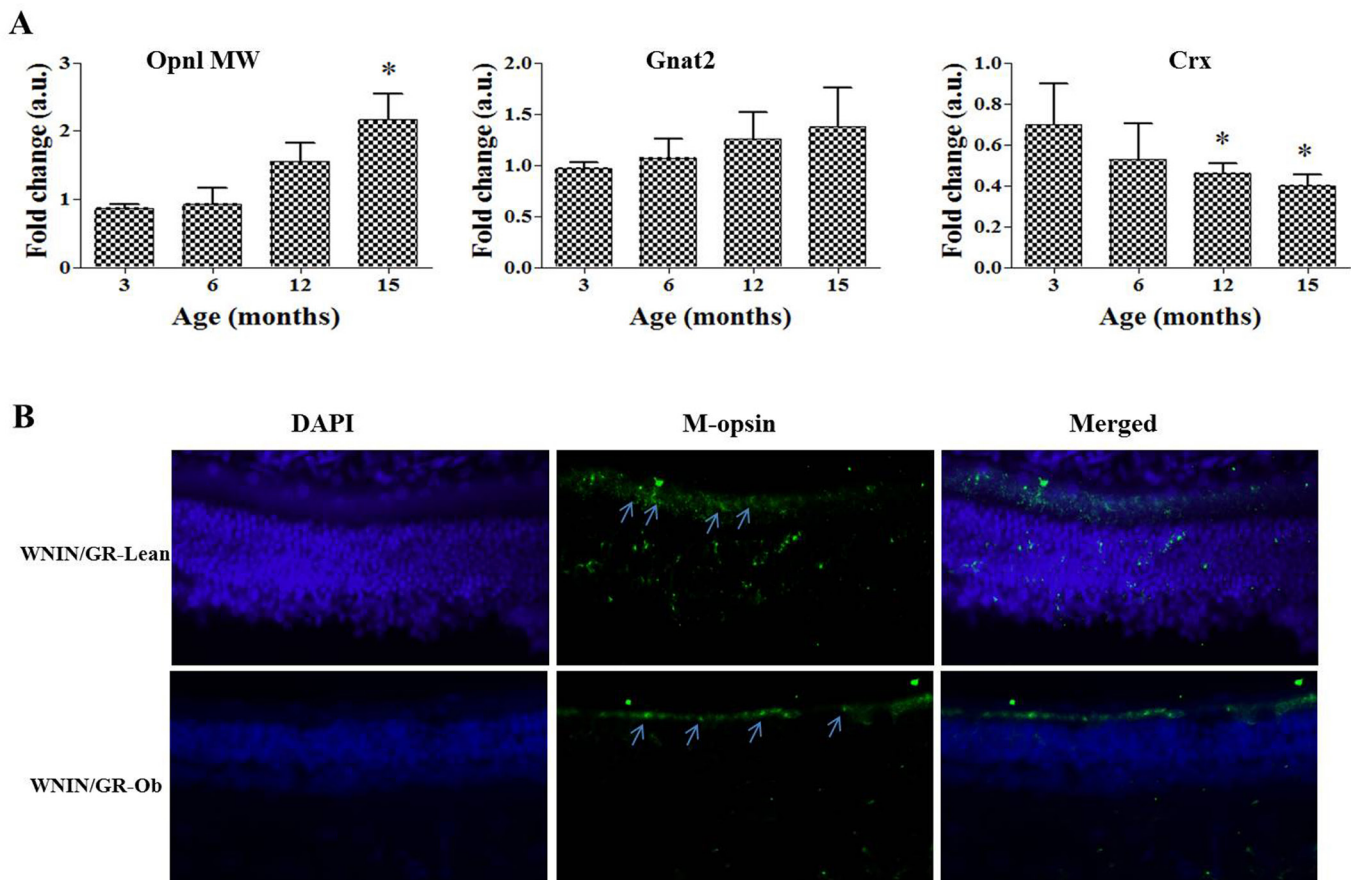 A
Opnl MW
Fold change (a.u.)
3
2
1
0
*
3 6 12 15
Age (months)
Gnat2
Fold change (a.u.)
2.0
1.5
1.0
0.5
0.0
3 6 12 15
Age (months)
Crx
Fold change (a.u.)
1.0
0.8
0.6
0.4
0.2
0.0
* *
3 6 12 15
Age (months)
B
DAPI M-opsin Merged
WNIN/GR-Lean
WNIN/GR-Ob